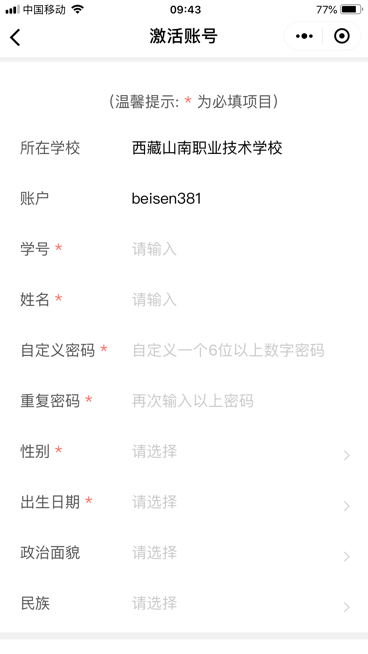 中国移动 09:43 77%
激活账号
（温馨提示: * 为必填项目）
所在学校 西藏山南职业技术学校
账户 beisen381
学号 * 请输入
姓名 * 请输入
自定义密码 * 自定义一个6位以上数字密码
重复密码 * 再次输入以上密码
性别 * 请选择
出生日期 * 请选择
政治面貌 请选择
民族 请选择